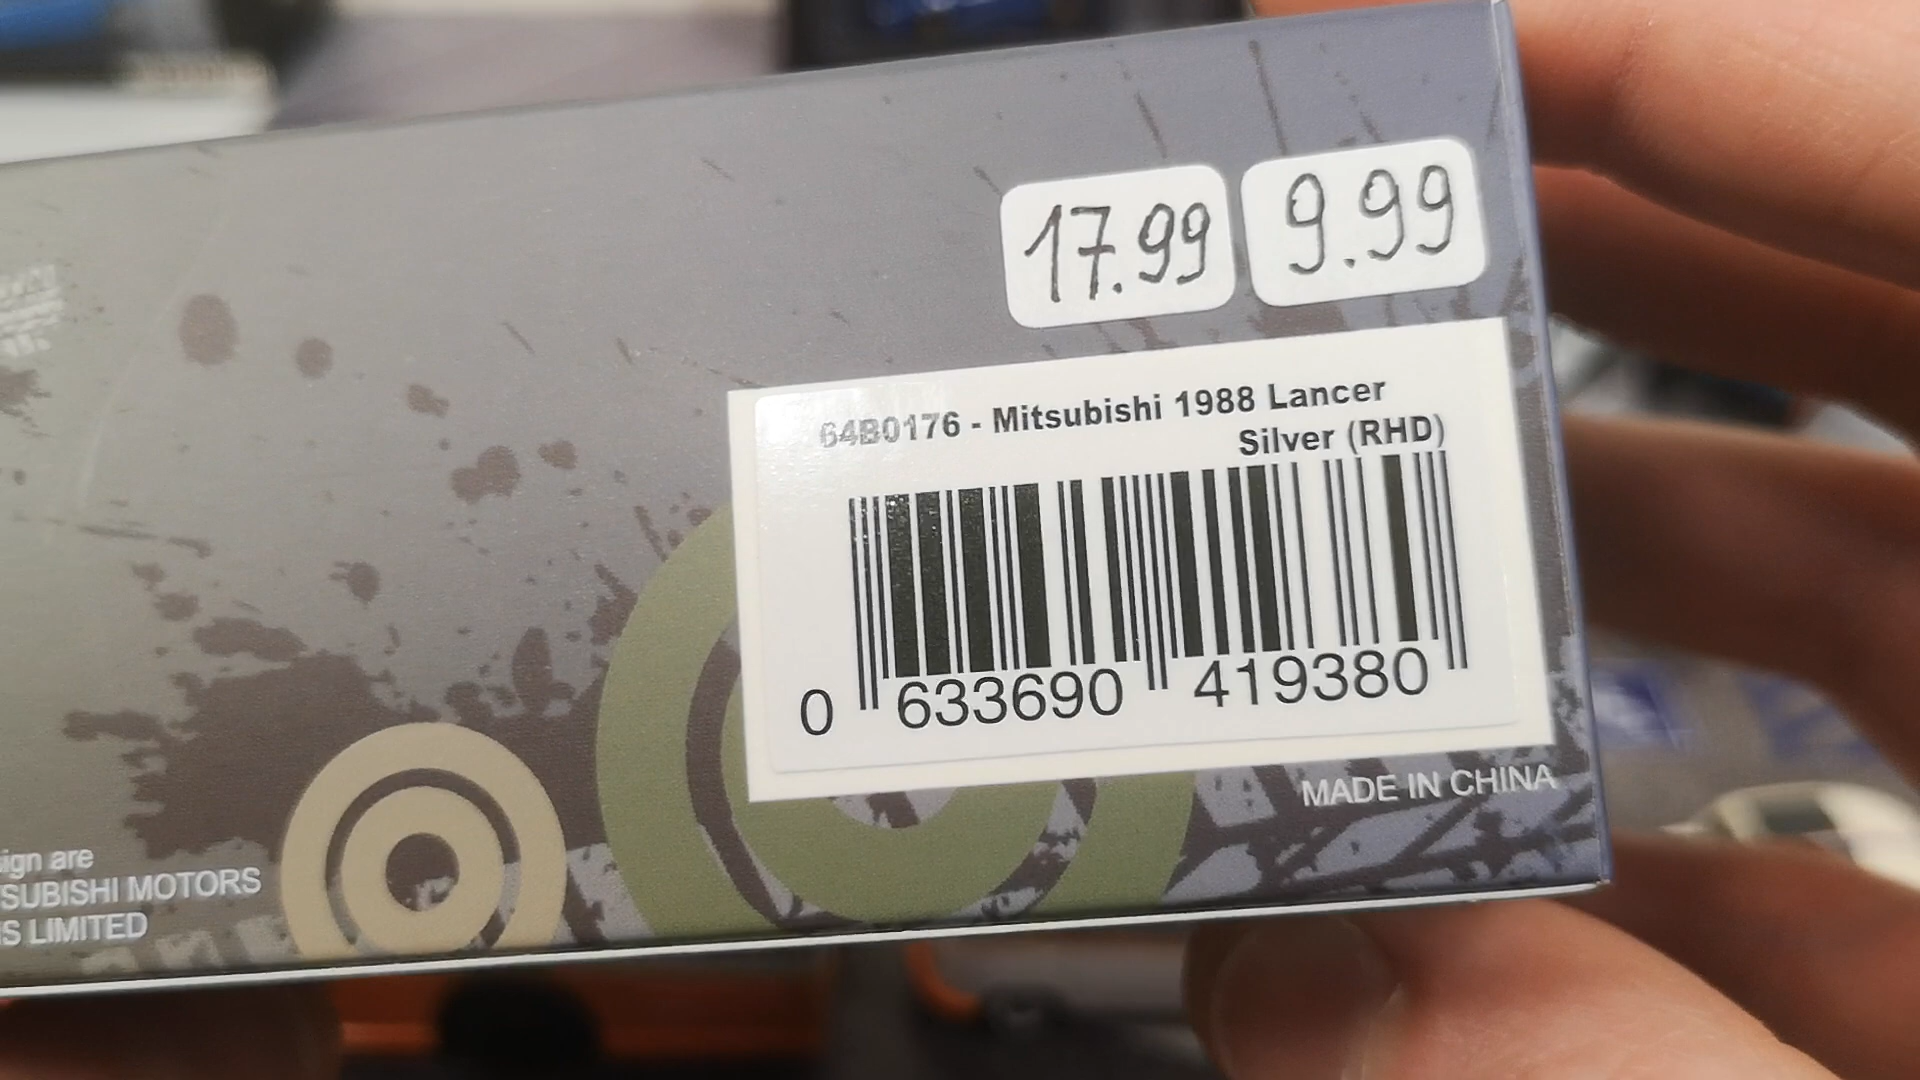 17.99 9.99
64B0176 - Mitsubishi 1988 Lancer
Silver (RHD)
0 633690 419380
MADE IN CHINA
ign are
SUBISHI MOTORS
S LIMITED